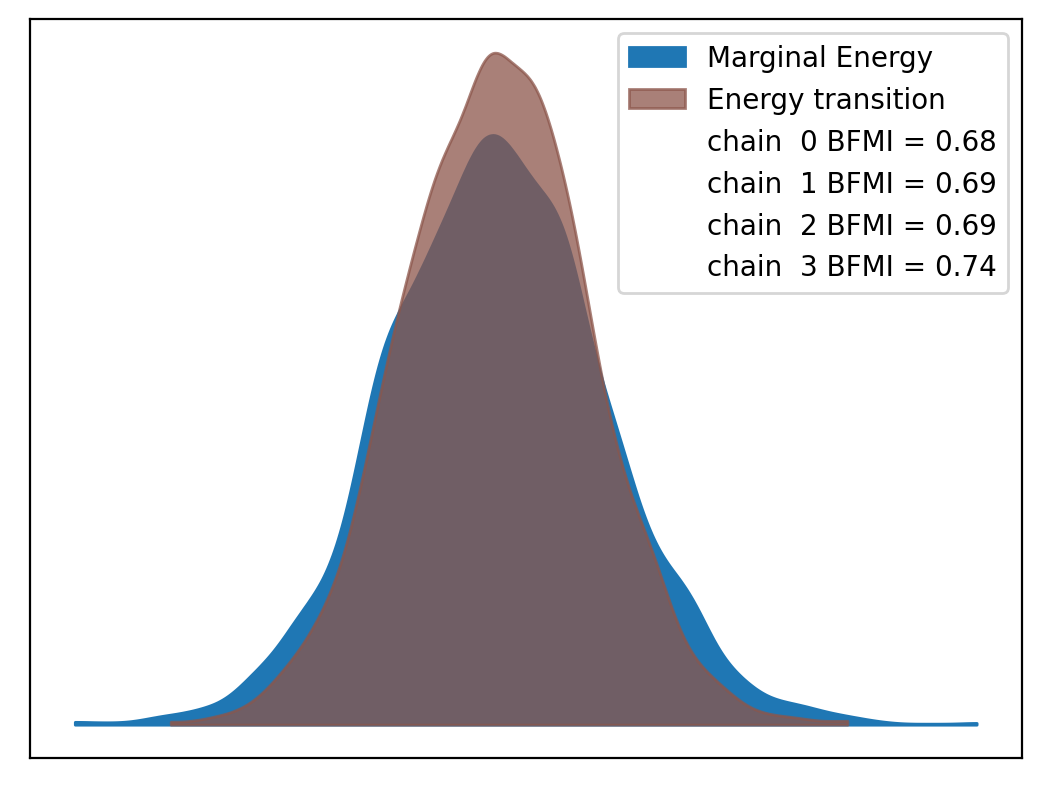 Marginal Energy
Energy transition
chain  0 BFMI = 0.68
chain  1 BFMI = 0.69
chain  2 BFMI = 0.69
chain  3 BFMI = 0.74